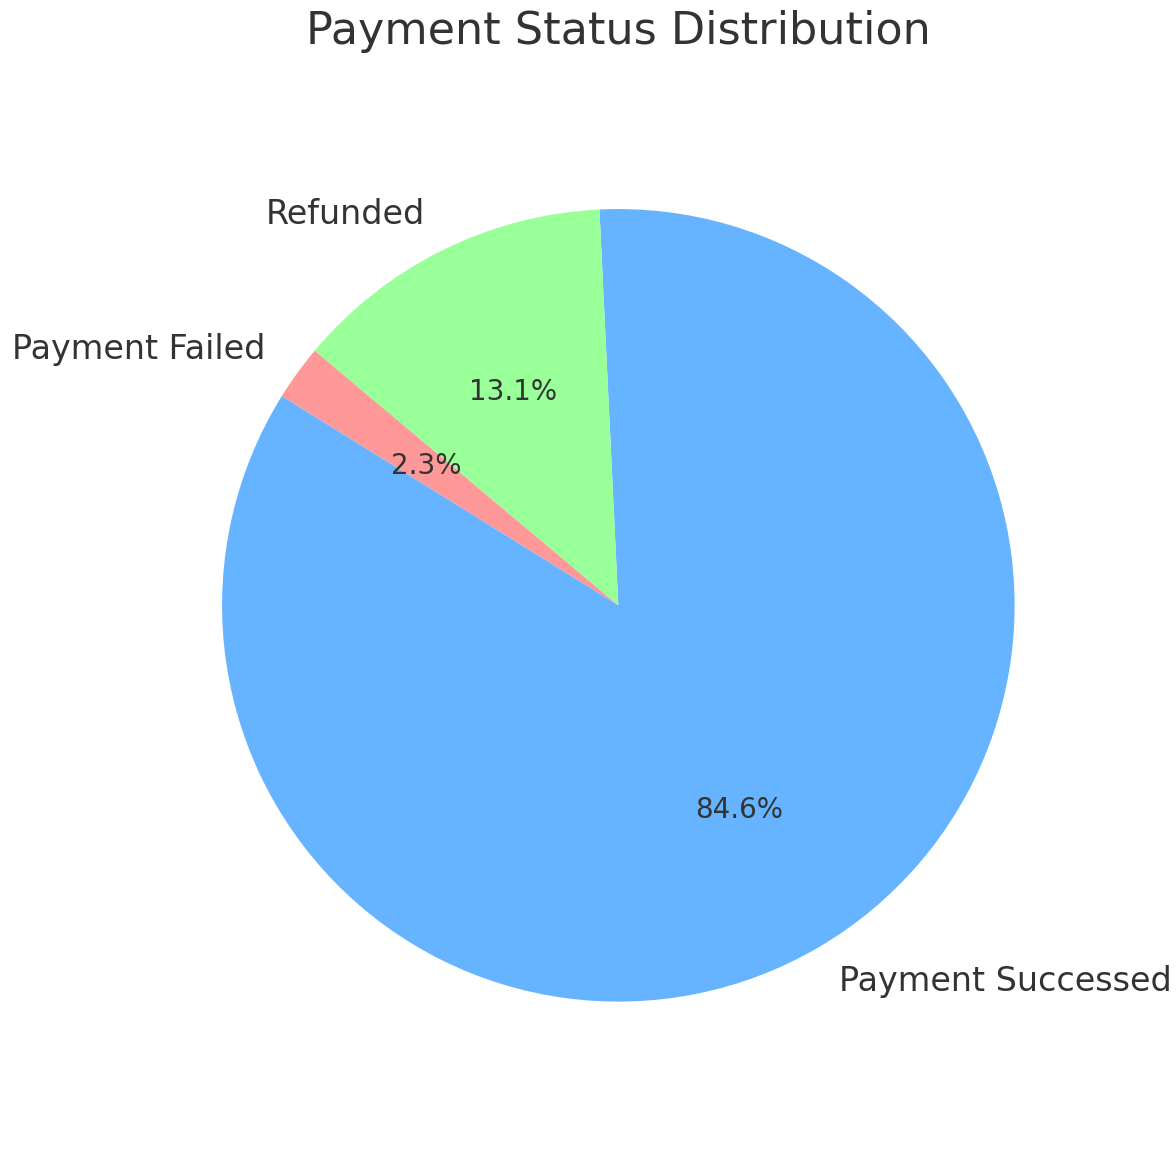 Payment Status Distribution
Refunded
Payment Failed
13.1%
2.3%
84.6%
Payment Successed